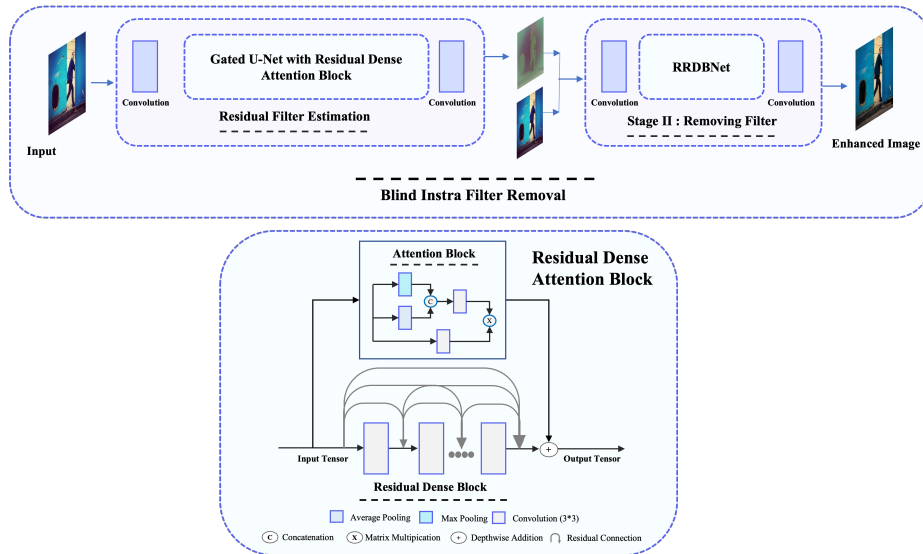 Gated U-Net with Residual Dense
Attention Block
Convolution
Convolution
Residual Filter Estimation
Input
RRDBNet
Convolution
Convolution
Stage II : Removing Filter
Enhanced Image
Blind Instra Filter Removal
Attention Block
C
X
Residual Dense
Attention Block
Input Tensor
+
Output Tensor
Residual Dense Block
Average Pooling
Max Pooling
Convolution (3*3)
C Concatenation
X Matrix Multipication
+ Depthwise Addition
Residual Connection